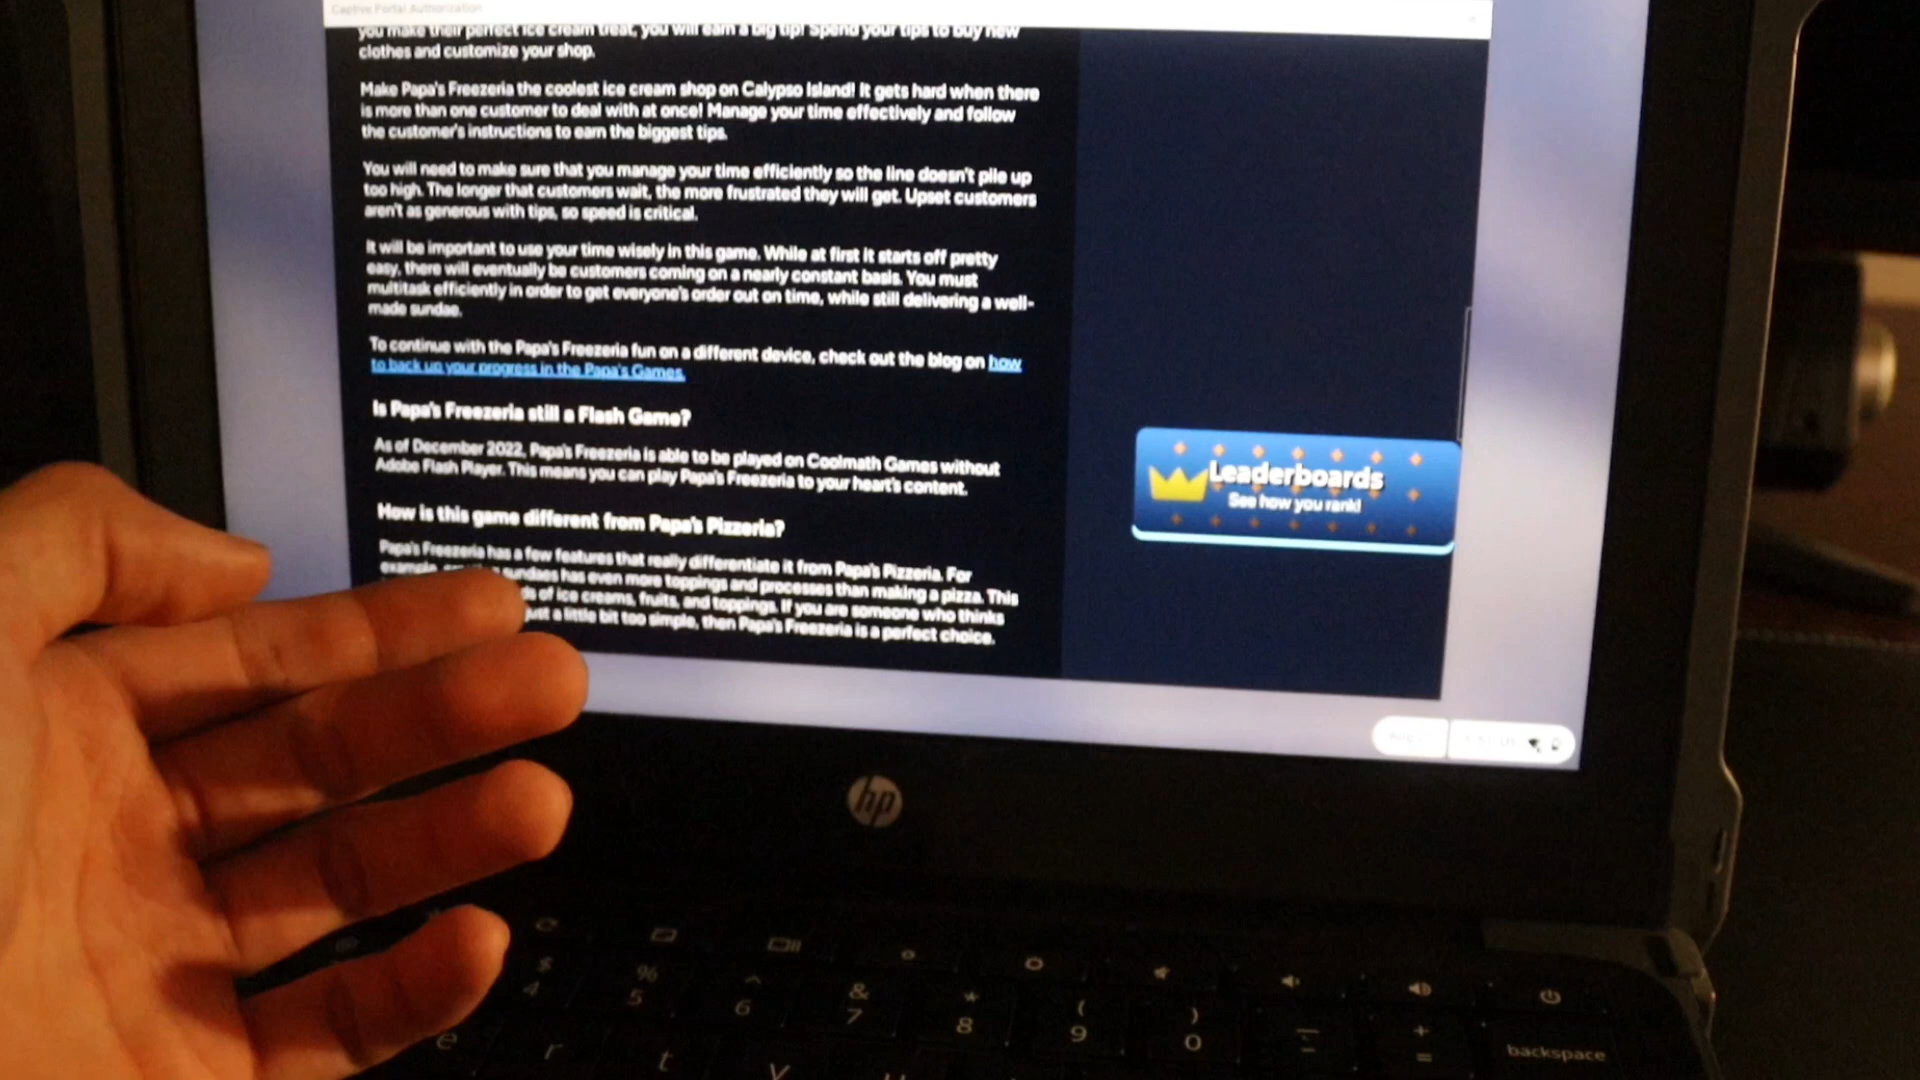 Captive Portal Authorization
you make their perfect ice cream treat, you will earn a big tip! Spend your tips to buy new
clothes and customize your shop.
Make Papa's Freezeria the coolest ice cream shop on Calypso Island! It gets hard when there
is more than one customer to deal with at once! Manage your time effectively and follow
the customer's instructions to earn the biggest tips.
You will need to make sure that you manage your time efficiently so the line doesn't pile up
too high. The longer that customers wait, the more frustrated they will get. Upset customers
aren't as generous with tips, so speed is critical.
It will be important to use your time wisely in this game. While at first it starts off pretty
easy, there will eventually be customers coming on a nearly constant basis. You must
multitask efficiently in order to get everyone's order out on time, while still delivering a well-
made sundae.
To continue with the Papa's Freezeria fun on a different device, check out the blog on how
to back up your progress in the Papa's Games.
Is Papa's Freezeria still a Flash Game?
As of December 2022, Papa's Freezeria is able to be played on Coolmath Games without
Adobe Flash Player. This means you can play Papa's Freezeria to your heart's content.
How is this game different from Papa's Pizzeria?
Papa's Freezeria has a few features that really differentiate it from Papa's Pizzeria. For
example, sundaes has even more toppings and processes than making a pizza. This
of ice creams, fruits, and toppings. If you are someone who thinks
just a little bit too simple, then Papa's Freezeria is a perfect choice.
Leaderboards
See how you rank!
hp
$ % ^ & * ( ) _ +
4 5 6 7 8 9 0 - =
backspace
e r t y u